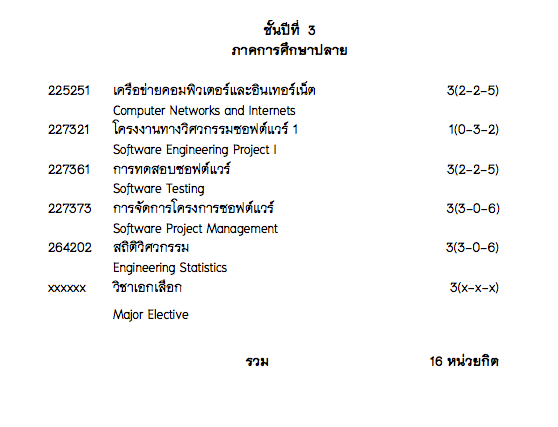 ชั้นปีที่ 3
ภาคการศึกษาปลาย
225251 เครือข่ายคอมพิวเตอร์และอินเทอร์เน็ต 3(2-2-5)
Computer Networks and Internets
227321 โครงงานทางวิศวกรรมซอฟต์แวร์ 1 1(0-3-2)
Software Engineering Project I
227361 การทดสอบซอฟต์แวร์ 3(2-2-5)
Software Testing
227373 การจัดการโครงการซอฟต์แวร์ 3(3-0-6)
Software Project Management
264202 สถิติวิศวกรรม 3(3-0-6)
Engineering Statistics
xxxxxx วิชาเอกเลือก 3(x-x-x)
Major Elective
รวม 16 หน่วยกิต